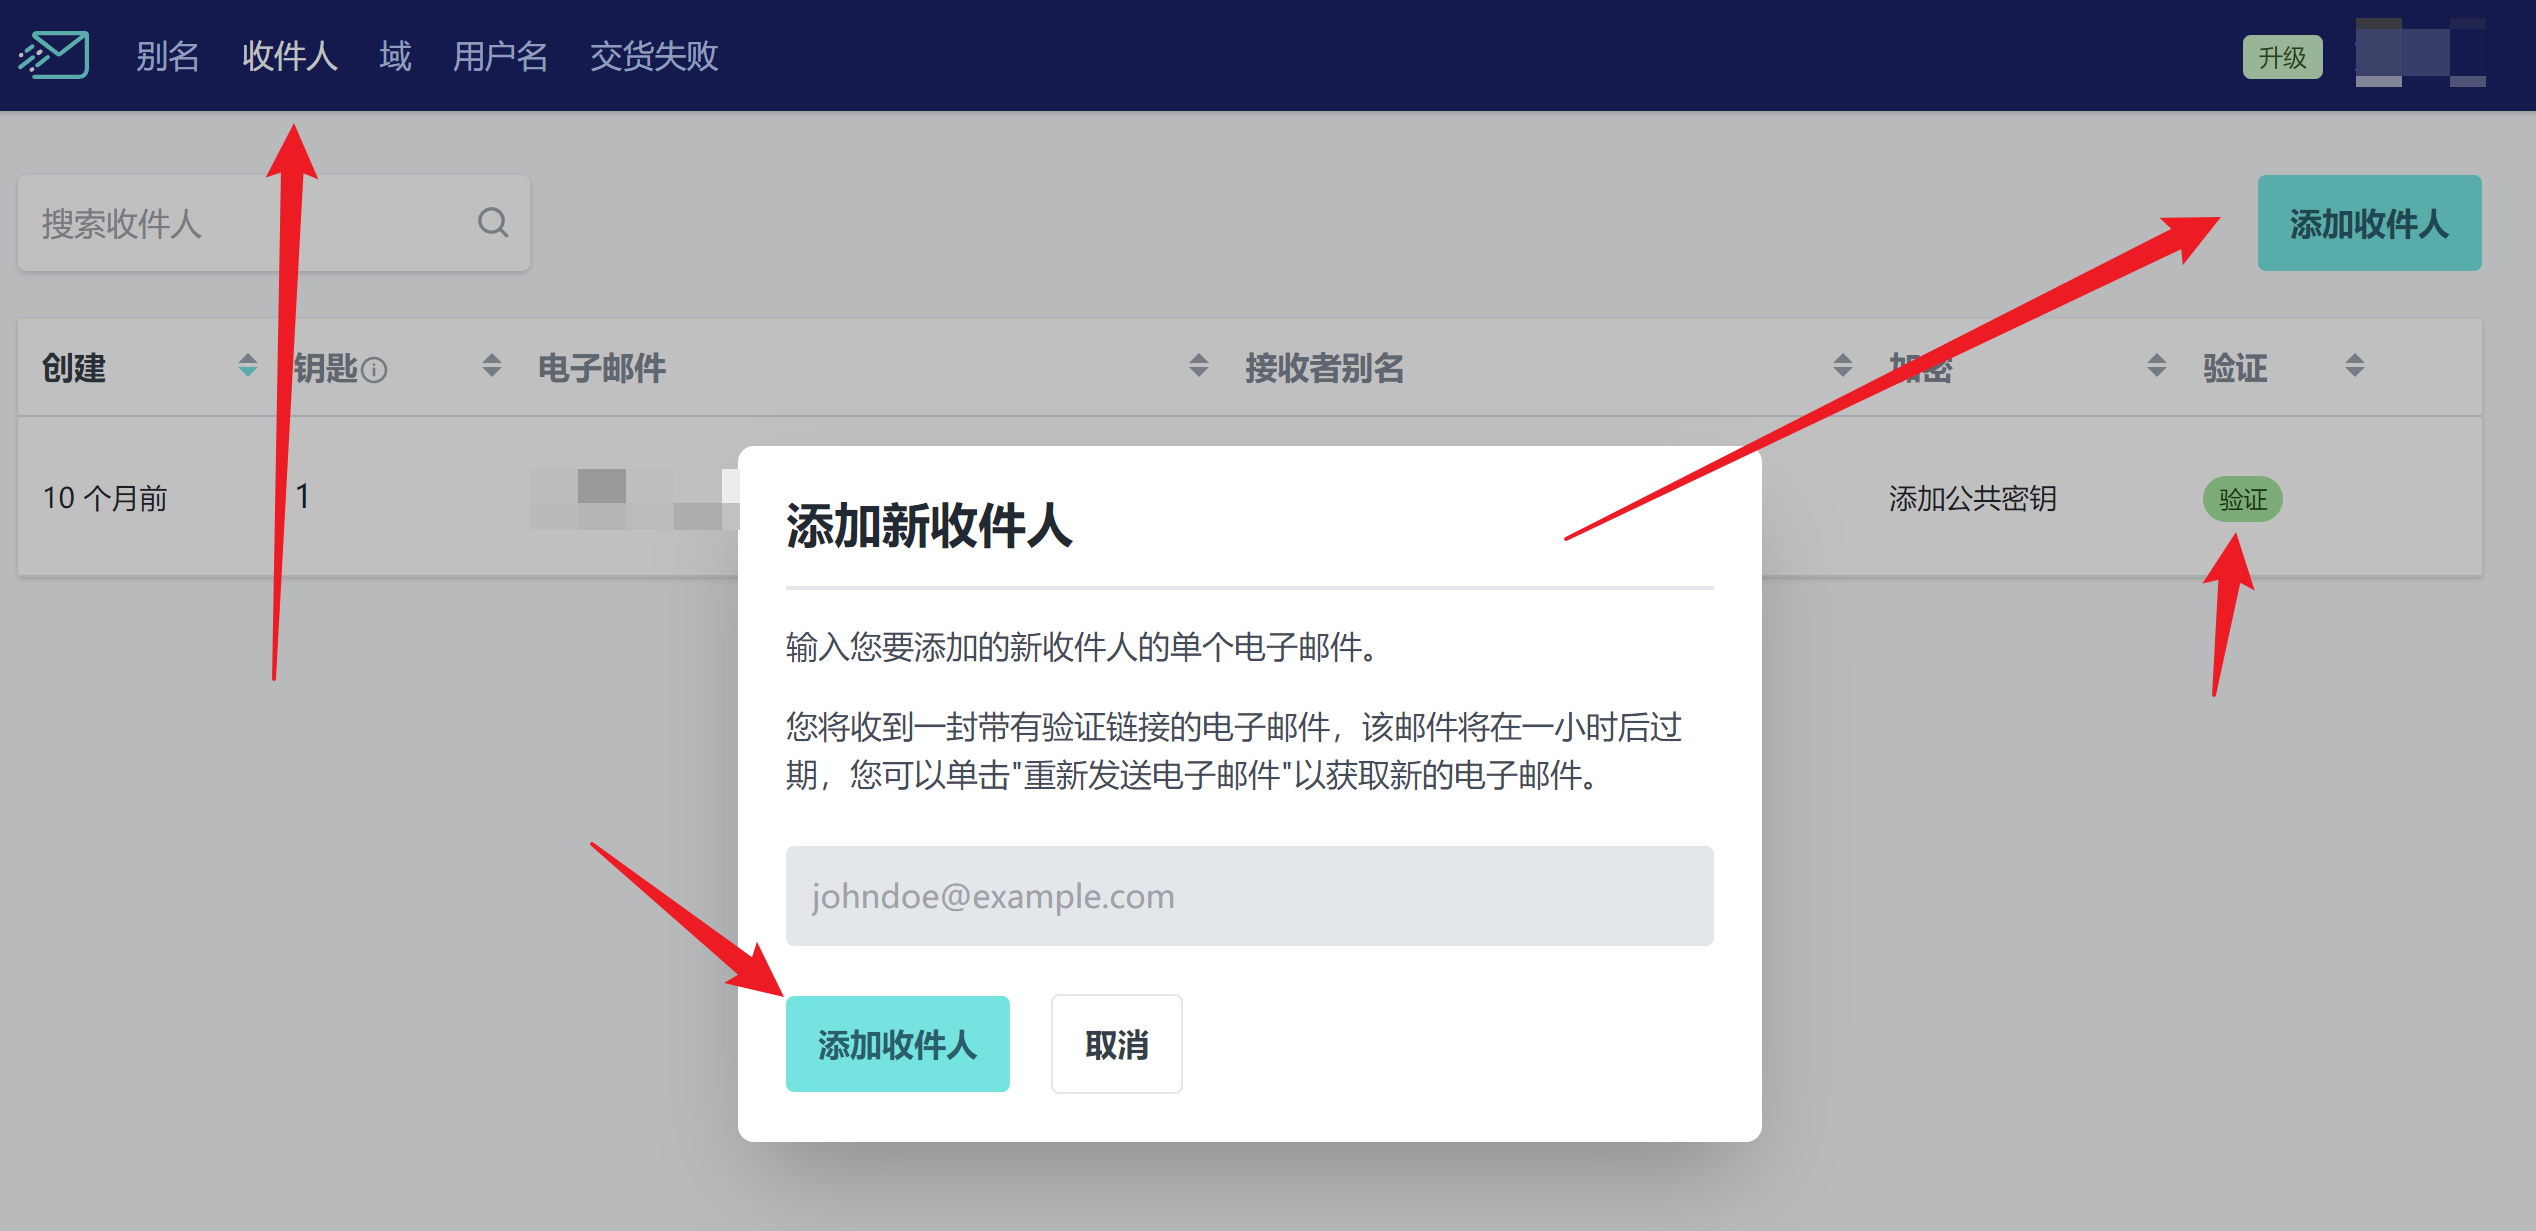 别名 收件人 域 用户名 交货失败 升级
搜索收件人 添加收件人
创建 钥匙 电子邮件 接收者别名 加密 验证
10 个月前 1 添加公共密钥 验证
添加新收件人
输入您要添加的新收件人的单个电子邮件。
您将收到一封带有验证链接的电子邮件，该邮件将在一小时后过
期，您可以单击"重新发送电子邮件"以获取新的电子邮件。
johndoe@example.com
添加收件人 取消